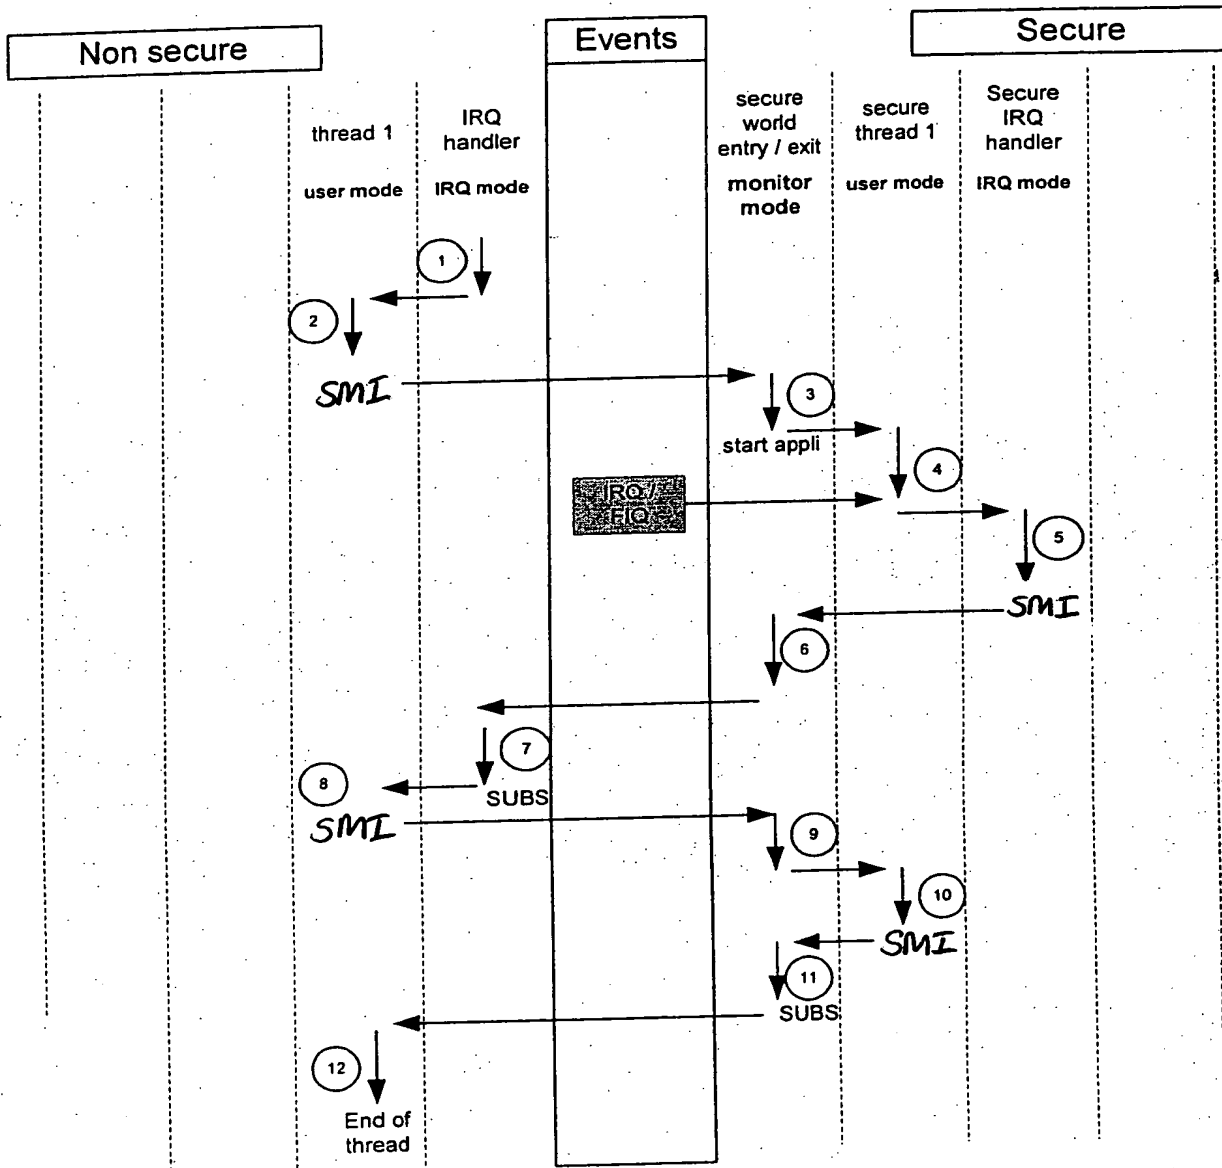 Non secure
Events
Secure
thread 1
user mode
IRQ
handler
IRQ mode
secure
world
entry / exit
monitor
mode
secure
thread 1
user mode
Secure
IRQ
handler
IRQ mode
1
2
SMI
3
start appli
4
IRQ /
FIQ
5
SMI
6
7
SUBS
8
SMI
9
10
SMI
11
SUBS
12
End of
thread